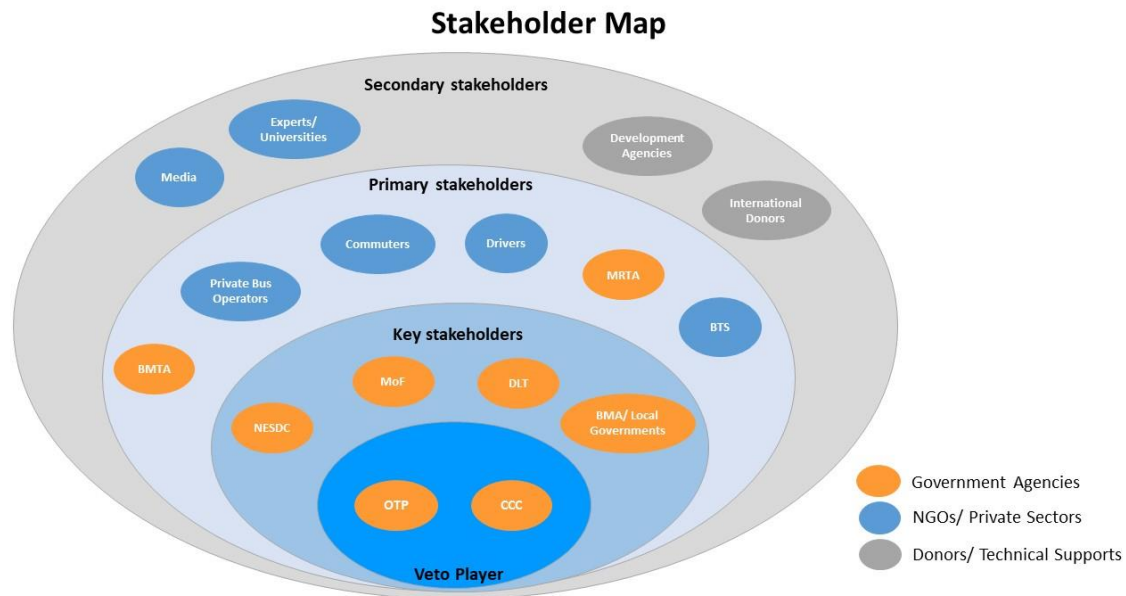 Stakeholder Map
Secondary stakeholders
Experts/
Universities
Development
Agencies
Media
International
Donors
Primary stakeholders
Commuters
Drivers
MRTA
Private Bus
Operators
BTS
Key stakeholders
BMTA
MoF
DLT
NESDC
BMA/ Local
Governments
OTP
CCC
Veto Player
Government Agencies
NGOs/ Private Sectors
Donors/ Technical Supports